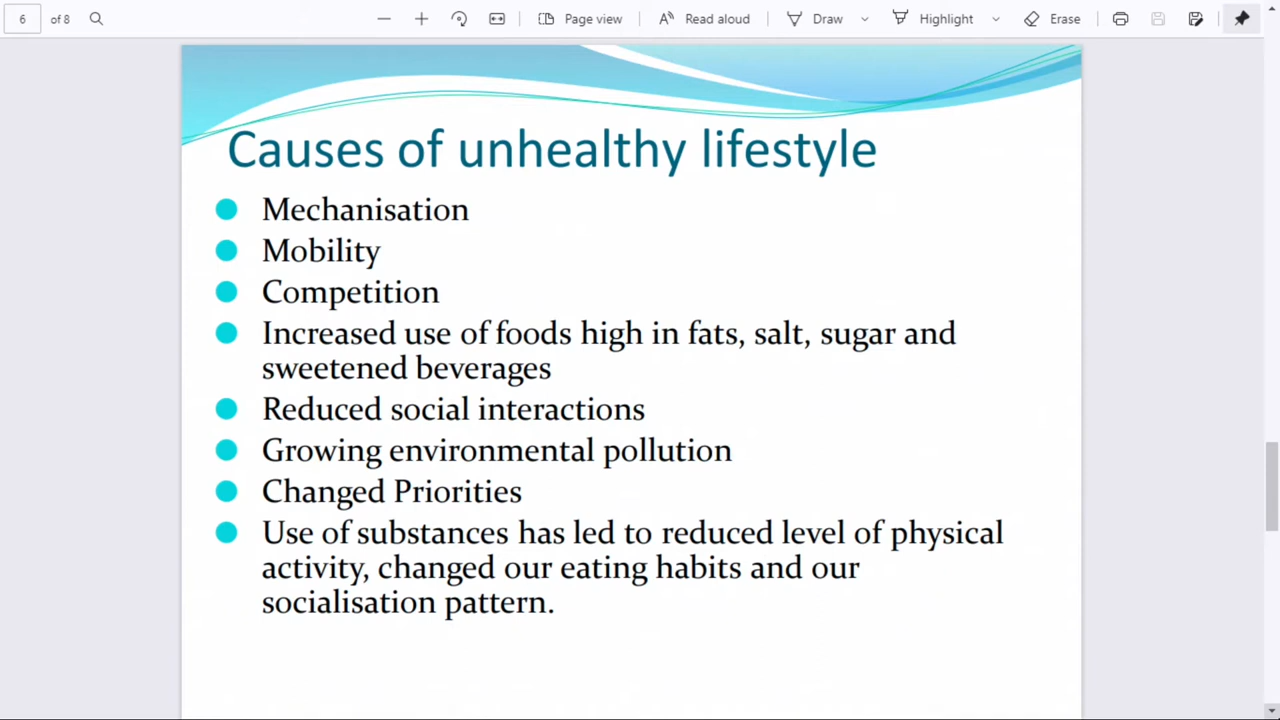 6 of 8 Page view Read aloud Draw Highlight Erase
Causes of unhealthy lifestyle
Mechanisation
Mobility
Competition
Increased use of foods high in fats, salt, sugar and
sweetened beverages
Reduced social interactions
Growing environmental pollution
Changed Priorities
Use of substances has led to reduced level of physical
activity, changed our eating habits and our
socialisation pattern.